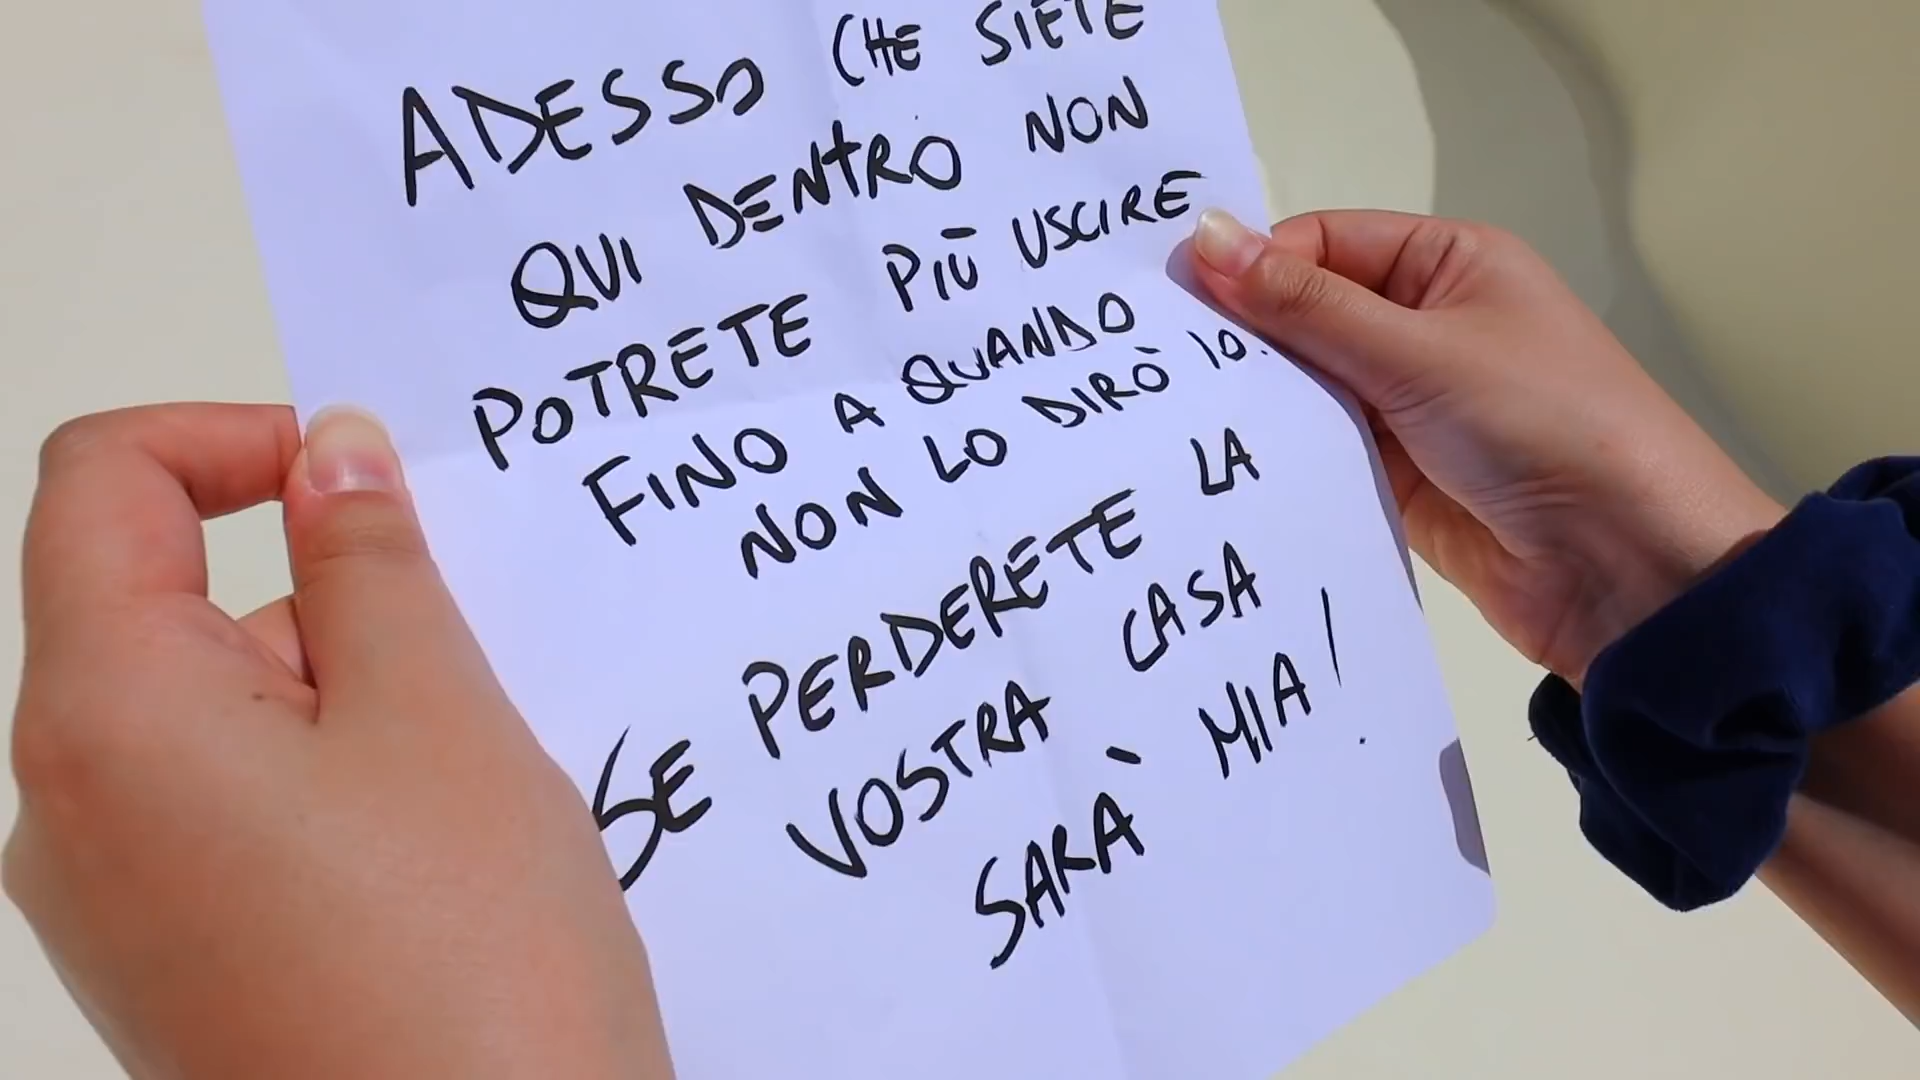 ADESSO CHE SIETE
QUI DENTRO NON
POTRETE PIÙ USCIRE
FINO A QUANDO
NON LO DIRÒ IO.
SE PERDERETE LA
VOSTRA CASA
SARÀ MIA!